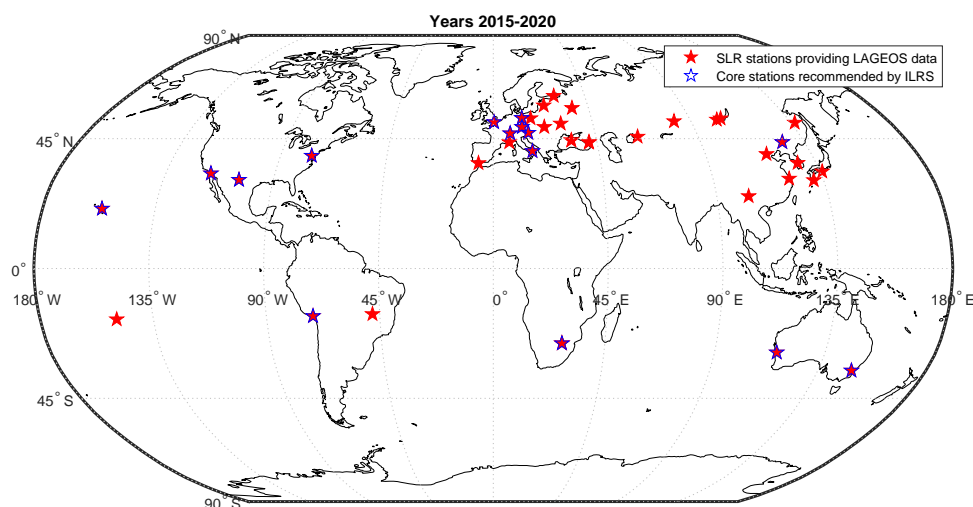 Years 2015-2020
90°N
SLR stations providing LAGEOS data
Core stations recommended by ILRS
45°N
0°
180°W 135°W 90°W 45°W 0° 45°E 90°E 135°E 180°E
45°S
90°S